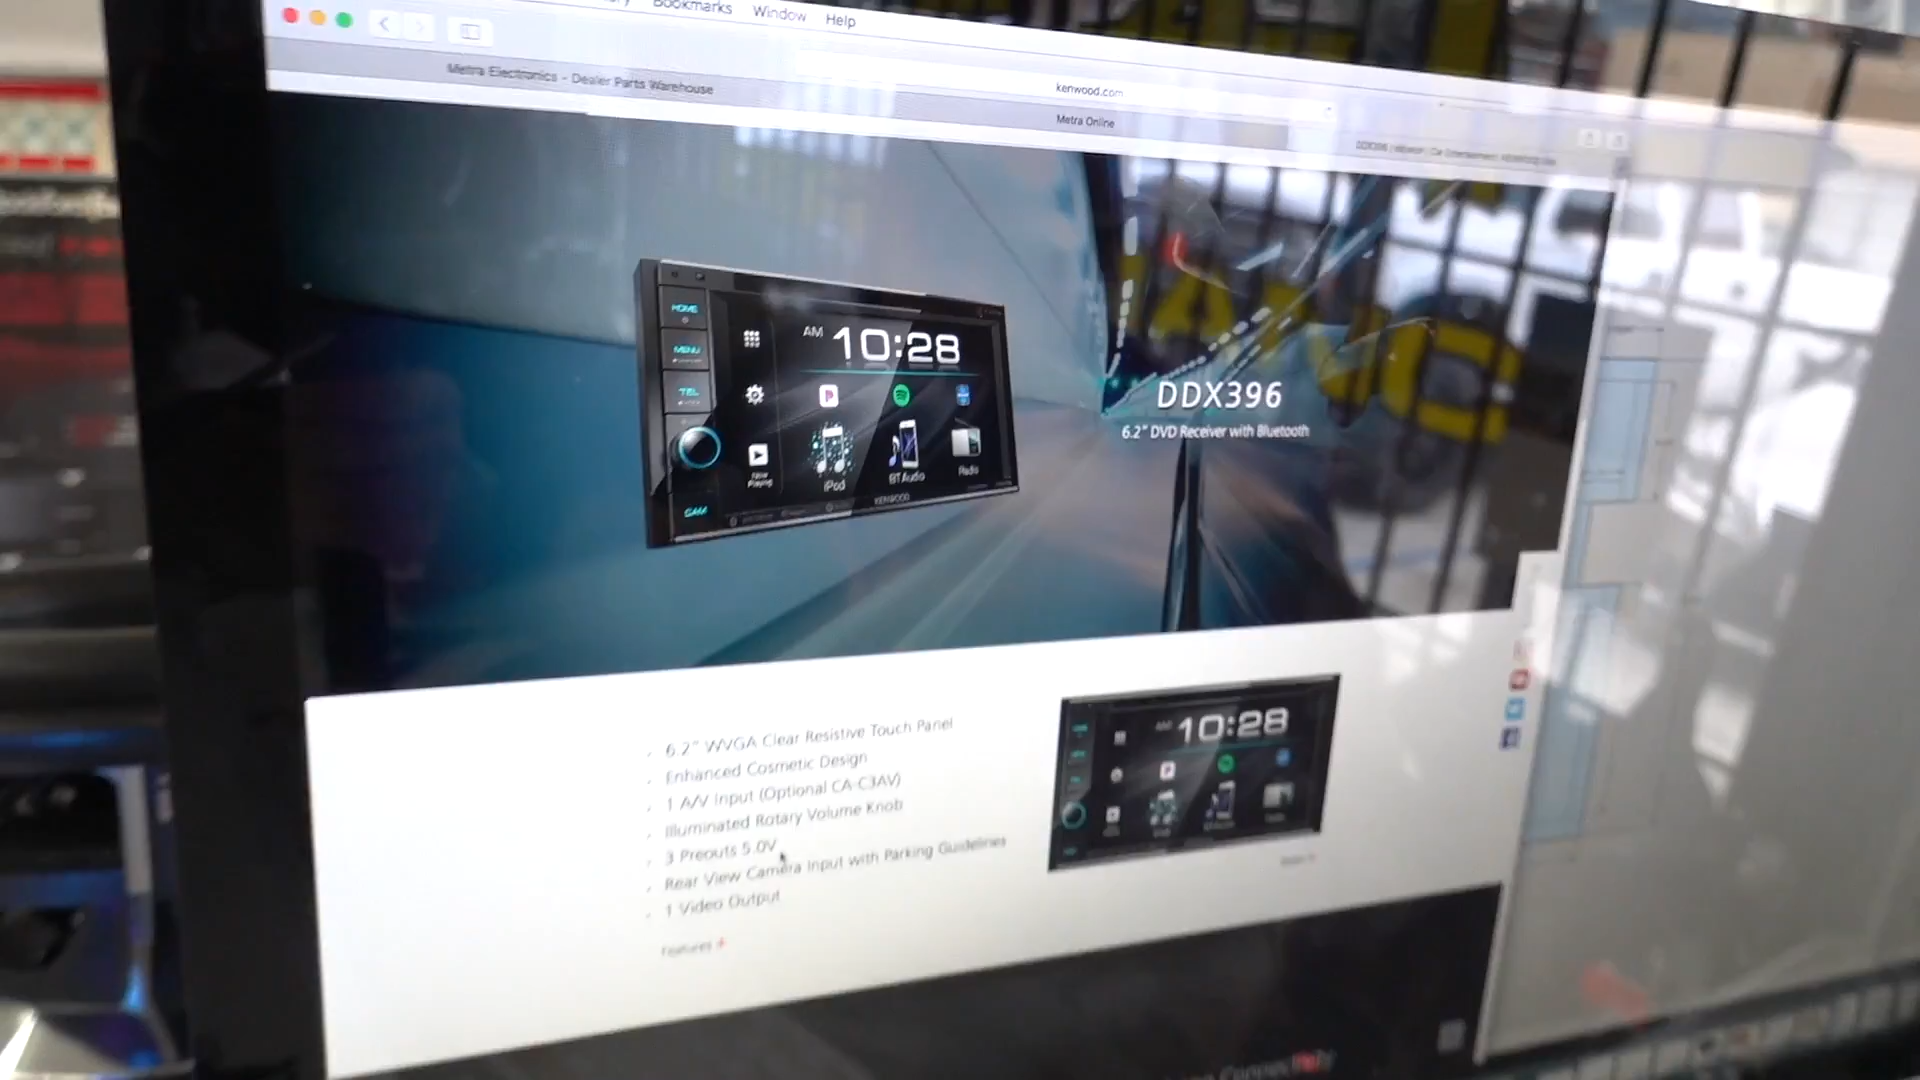 Bookmarks Window Help
Metra Electronics - Dealer Parts Warehouse
kenwood.com
Metra Online
HOME
MENU
TEL
CAM
AM 10:28
Now Playing
iPod
BT Audio
Radio
KENWOOD
DDX396
6.2" DVD Receiver with Bluetooth
6.2" WVGA Clear Resistive Touch Panel
Enhanced Cosmetic Design
1 A/V Input (Optional CA-C3AV)
Illuminated Rotary Volume Knob
3 Preouts 5.0V
Rear View Camera Input with Parking Guidelines
1 Video Output
Features +
AM 10:28